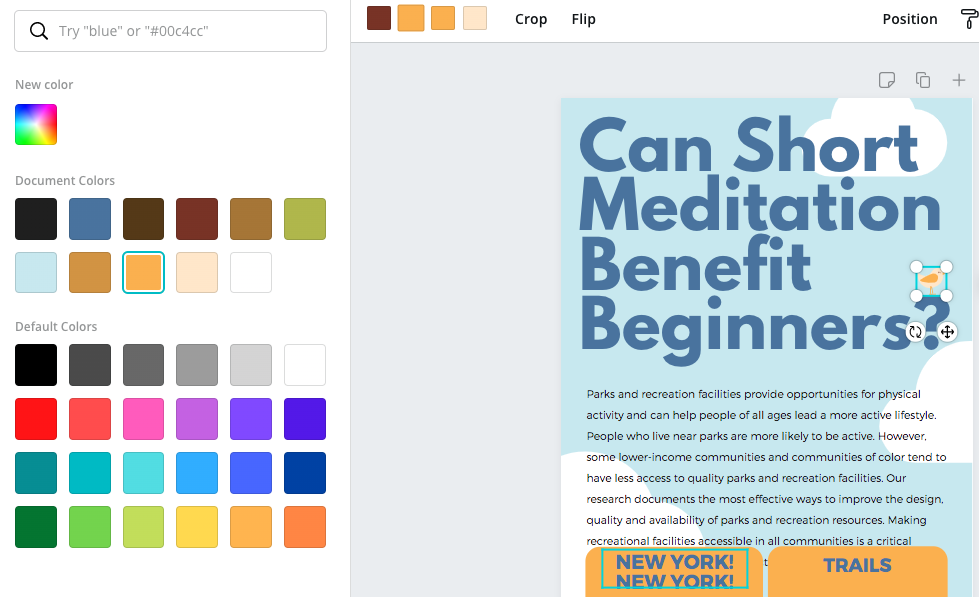 Try "blue" or "#00c4cc"
Crop
Flip
Position
New color
Document Colors
Default Colors
Can Short
Meditation
Benefit
Beginners?
Parks and recreation facilities provide opportunities for physical
activity and can help people of all ages lead a more active lifestyle.
People who live near parks are more likely to be active. However,
some lower-income communities and communities of color tend to
have less access to quality parks and recreation facilities. Our
research documents the most effective ways to improve the design,
quality and availability of parks and recreation resources. Making
recreational facilities accessible in all communities is a critical
NEW YORK!
NEW YORK!
TRAILS